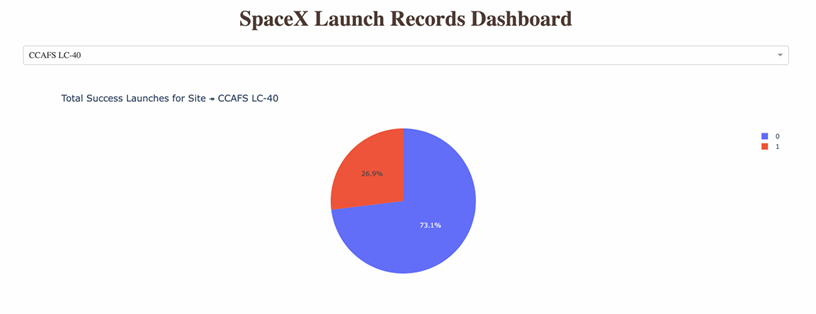 SpaceX Launch Records Dashboard
CCAFS LC-40
Total Success Launches for Site → CCAFS LC-40
0
1
26.9%
73.1%